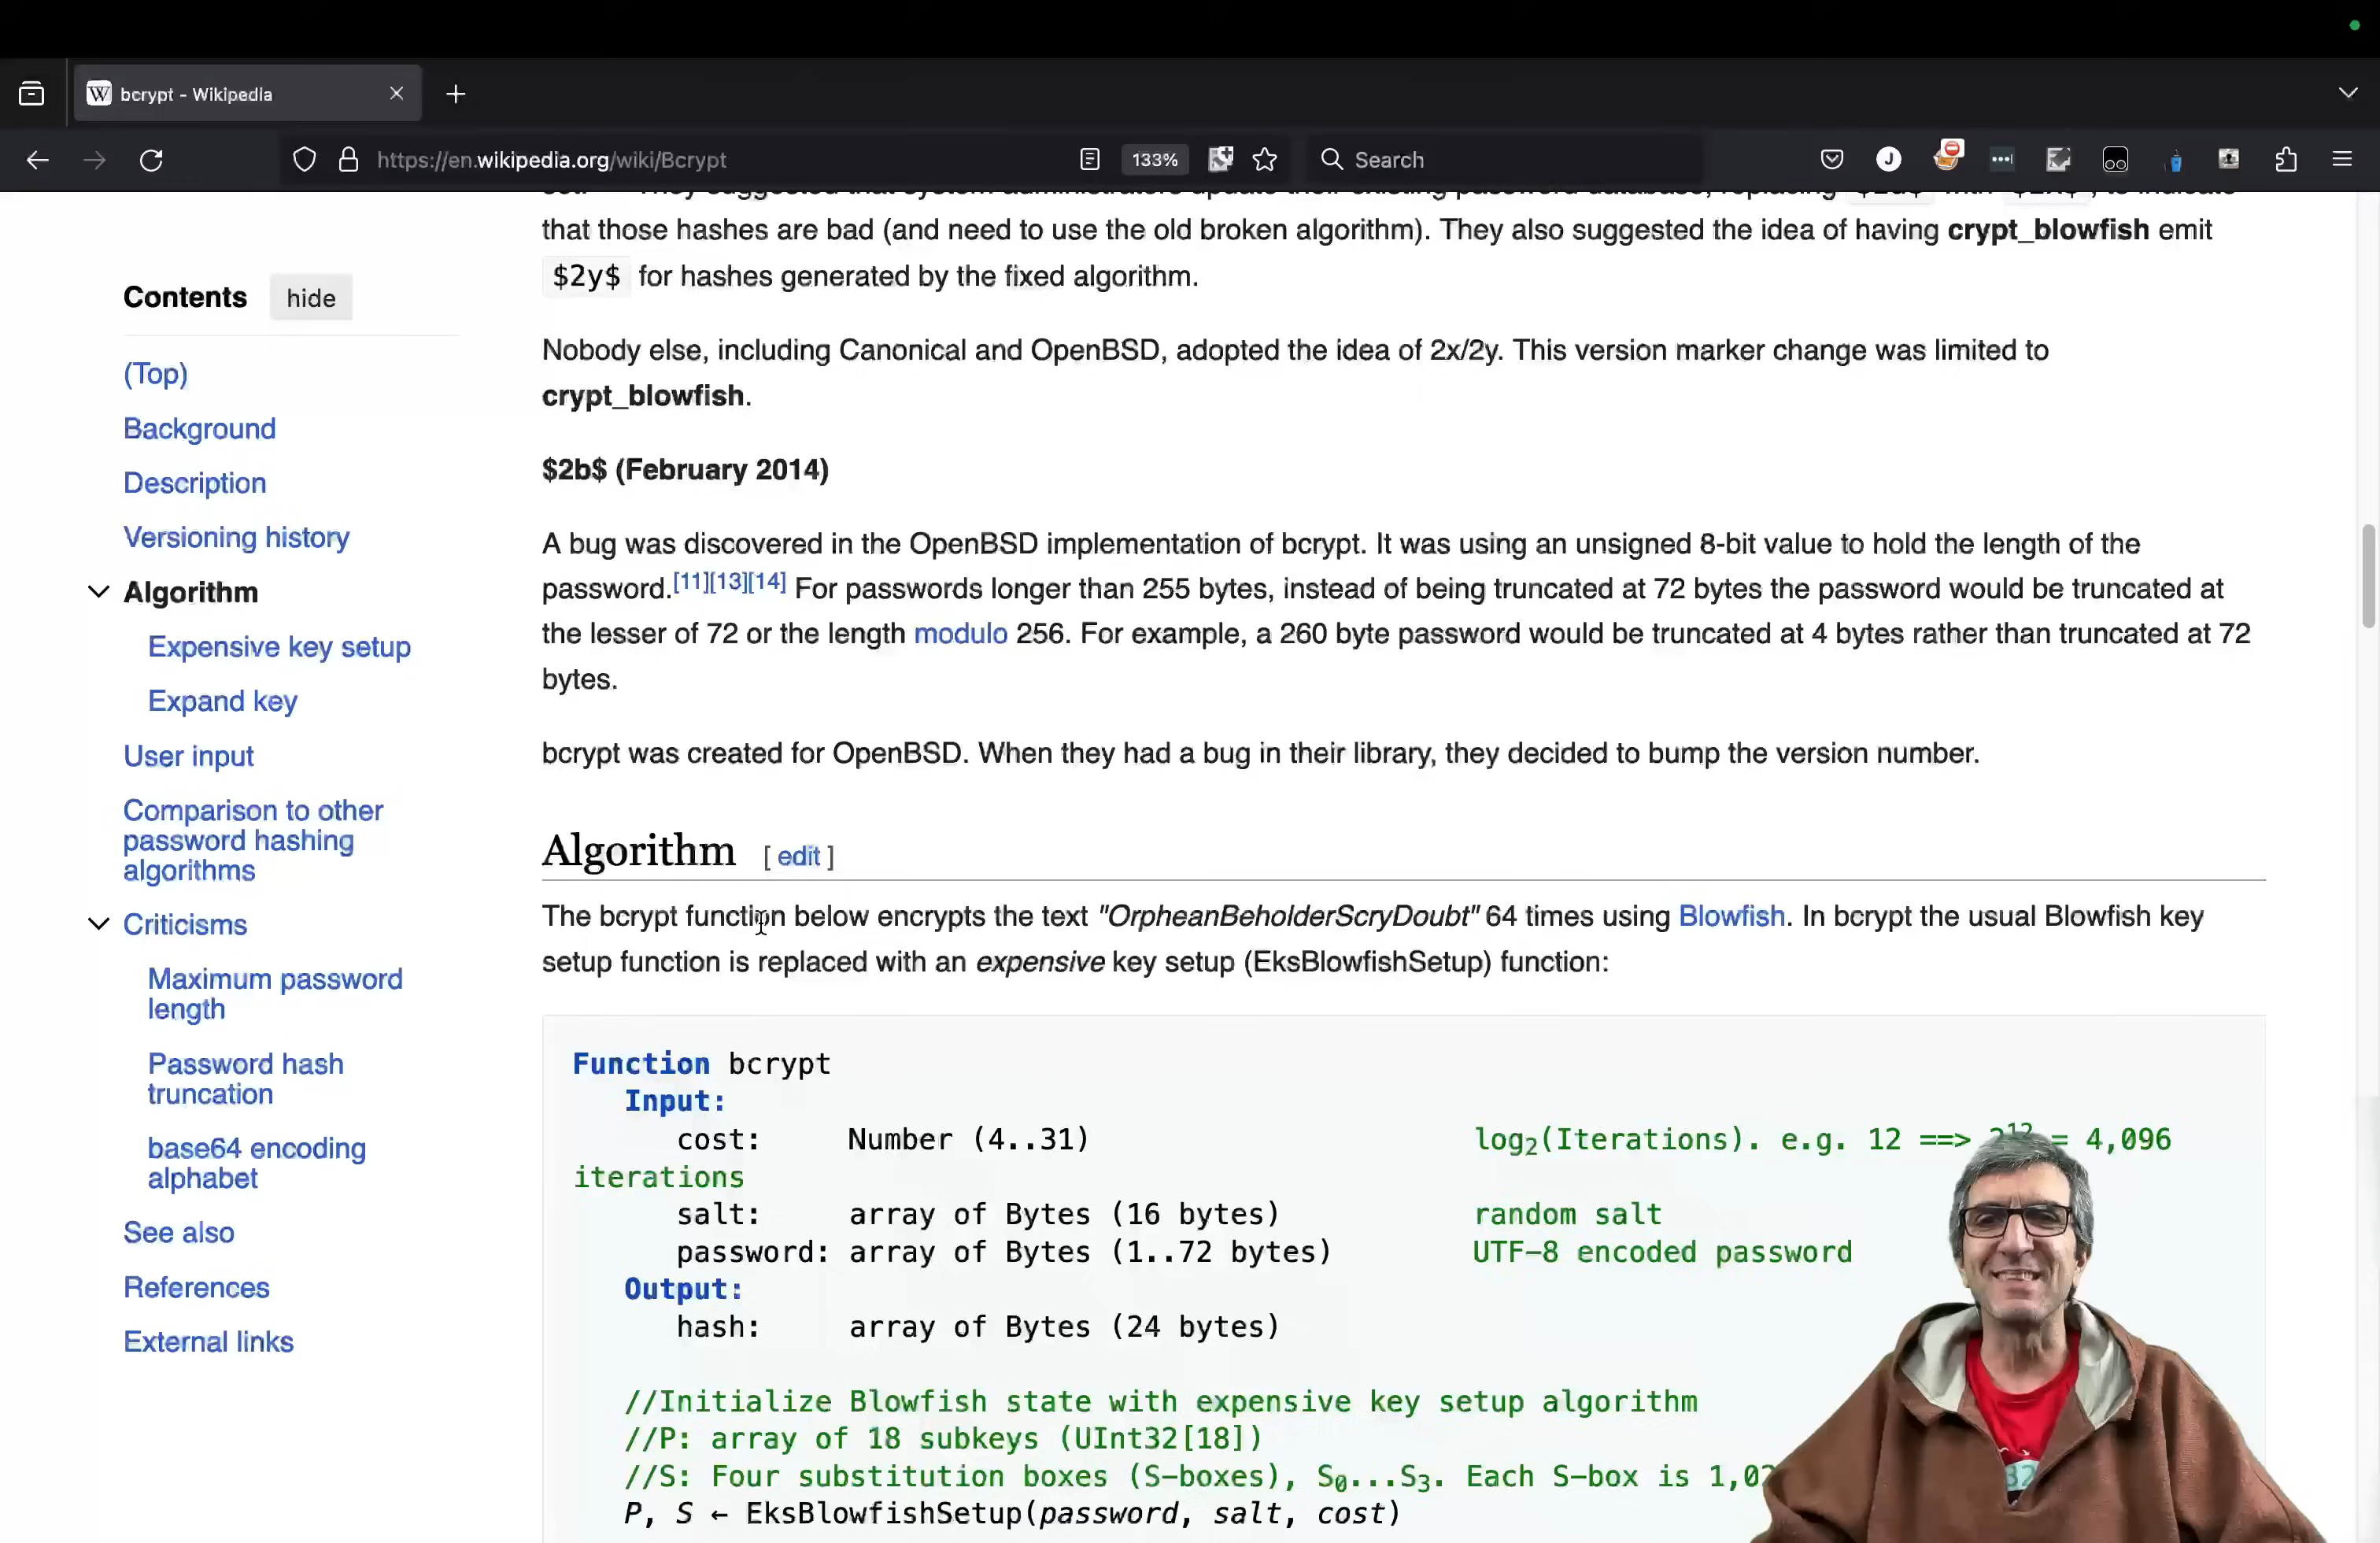 bcrypt - Wikipedia
https://en.wikipedia.org/wiki/Bcrypt
133%
Search
J
that those hashes are bad (and need to use the old broken algorithm). They also suggested the idea of having crypt_blowfish emit
$2y$ for hashes generated by the fixed algorithm.
Nobody else, including Canonical and OpenBSD, adopted the idea of 2x/2y. This version marker change was limited to
crypt_blowfish.
$2b$ (February 2014)
A bug was discovered in the OpenBSD implementation of bcrypt. It was using an unsigned 8-bit value to hold the length of the
password.[11][13][14] For passwords longer than 255 bytes, instead of being truncated at 72 bytes the password would be truncated at
the lesser of 72 or the length modulo 256. For example, a 260 byte password would be truncated at 4 bytes rather than truncated at 72
bytes.
bcrypt was created for OpenBSD. When they had a bug in their library, they decided to bump the version number.
Contents hide
(Top)
Background
Description
Versioning history
Algorithm
Expensive key setup
Expand key
User input
Comparison to other
password hashing
algorithms
Criticisms
Maximum password
length
Password hash
truncation
base64 encoding
alphabet
See also
References
External links
Algorithm [ edit ]
The bcrypt function below encrypts the text "OrpheanBeholderScryDoubt" 64 times using Blowfish. In bcrypt the usual Blowfish key
setup function is replaced with an expensive key setup (EksBlowfishSetup) function:
Function bcrypt
Input:
cost: Number (4..31) log₂(Iterations). e.g. 12 ==> 2¹² = 4,096
iterations
salt: array of Bytes (16 bytes) random salt
password: array of Bytes (1..72 bytes) UTF-8 encoded password
Output:
hash: array of Bytes (24 bytes)
//Initialize Blowfish state with expensive key setup algorithm
//P: array of 18 subkeys (UInt32[18])
//S: Four substitution boxes (S-boxes), S₀...S₃. Each S-box is 1,02
P, S ← EksBlowfishSetup(password, salt, cost)
32